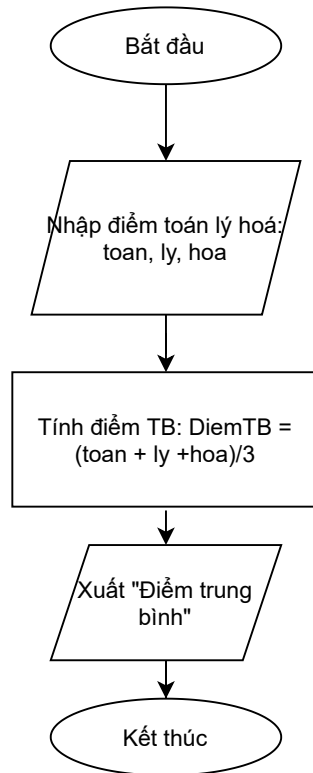 Bắt đầu
Nhập điểm toán lý hoá:
toan, ly, hoa
Tính điểm TB: DiemTB =
(toan + ly +hoa)/3
Xuất "Điểm trung
bình"
Kết thúc